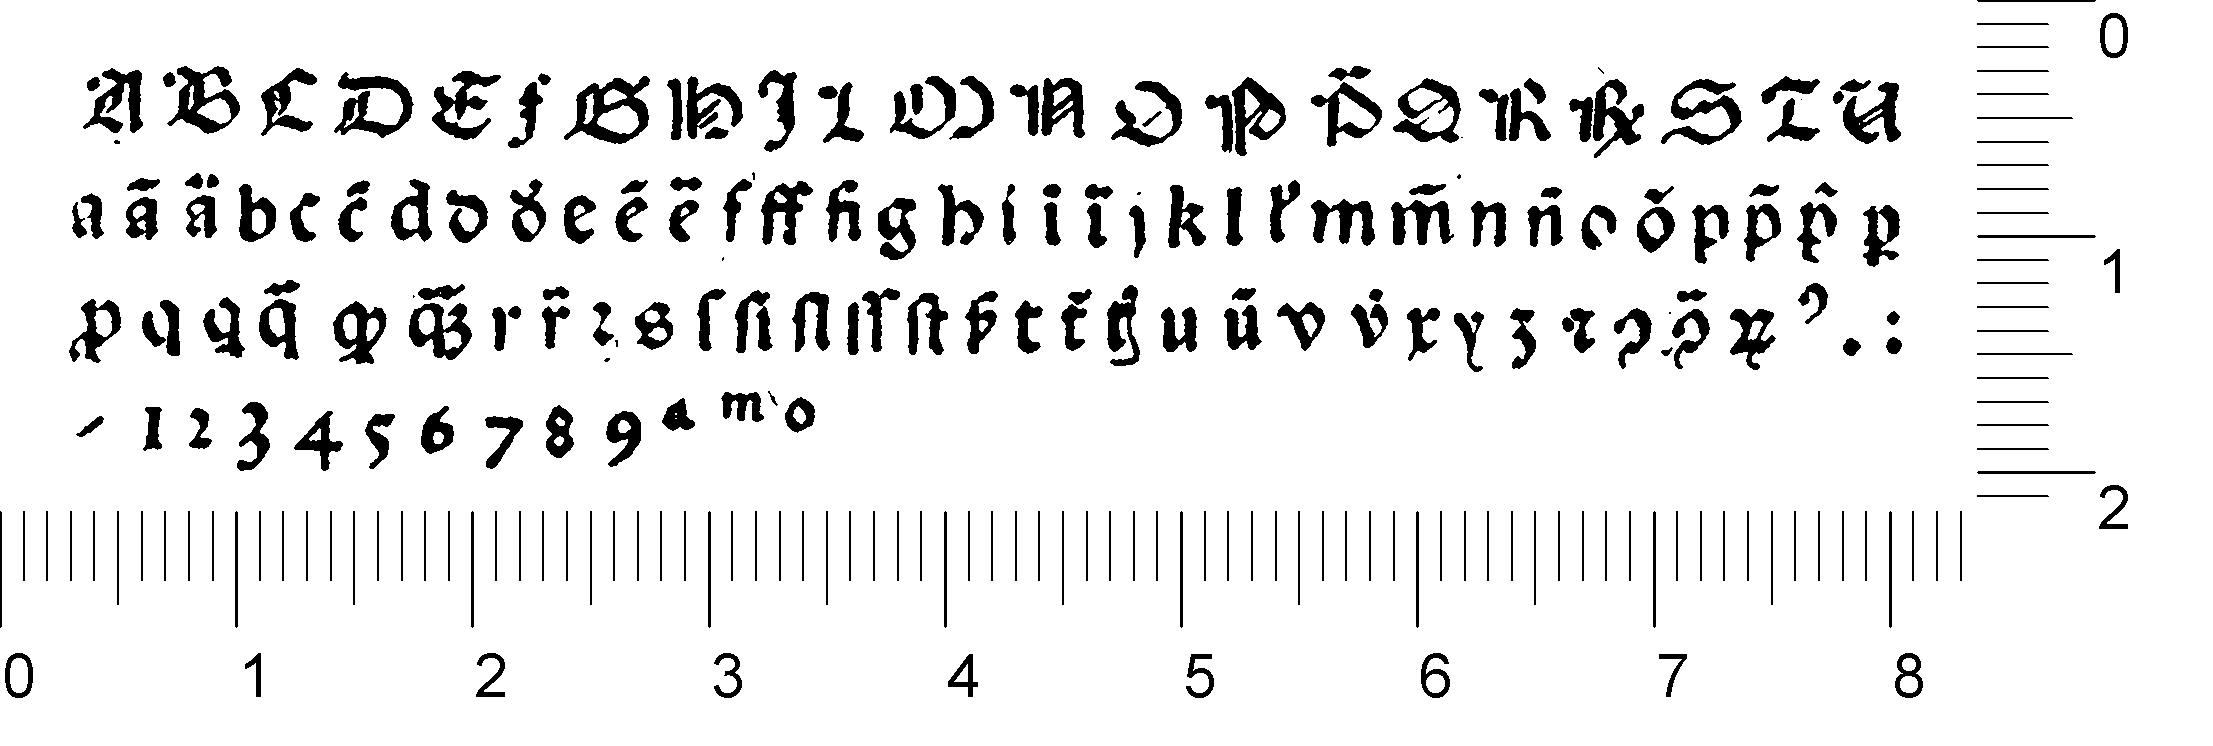 A B C D E F G H I L M N O P P̃ Q R ℞ S T U
a ã ä b c c̃ d d d̃ e ẽ ë f ff fi g h i ī ĩ j k l l̃ m m̃ n ñ o õ p p̃ p̂ ꝑ
ꝓ q q q̃ ꝙ q̃ꝫ r r̃ ꝛ s ſ ſi ſl ſſ ſt ß t t̃ tʒ u ũ v v̇ x y ꝫ ⁊ ꝯ ꝯ̃ ꝝ ꝰ . :
- 1 2 3 4 5 6 7 8 9 a m o
0
1
2
0 1 2 3 4 5 6 7 8